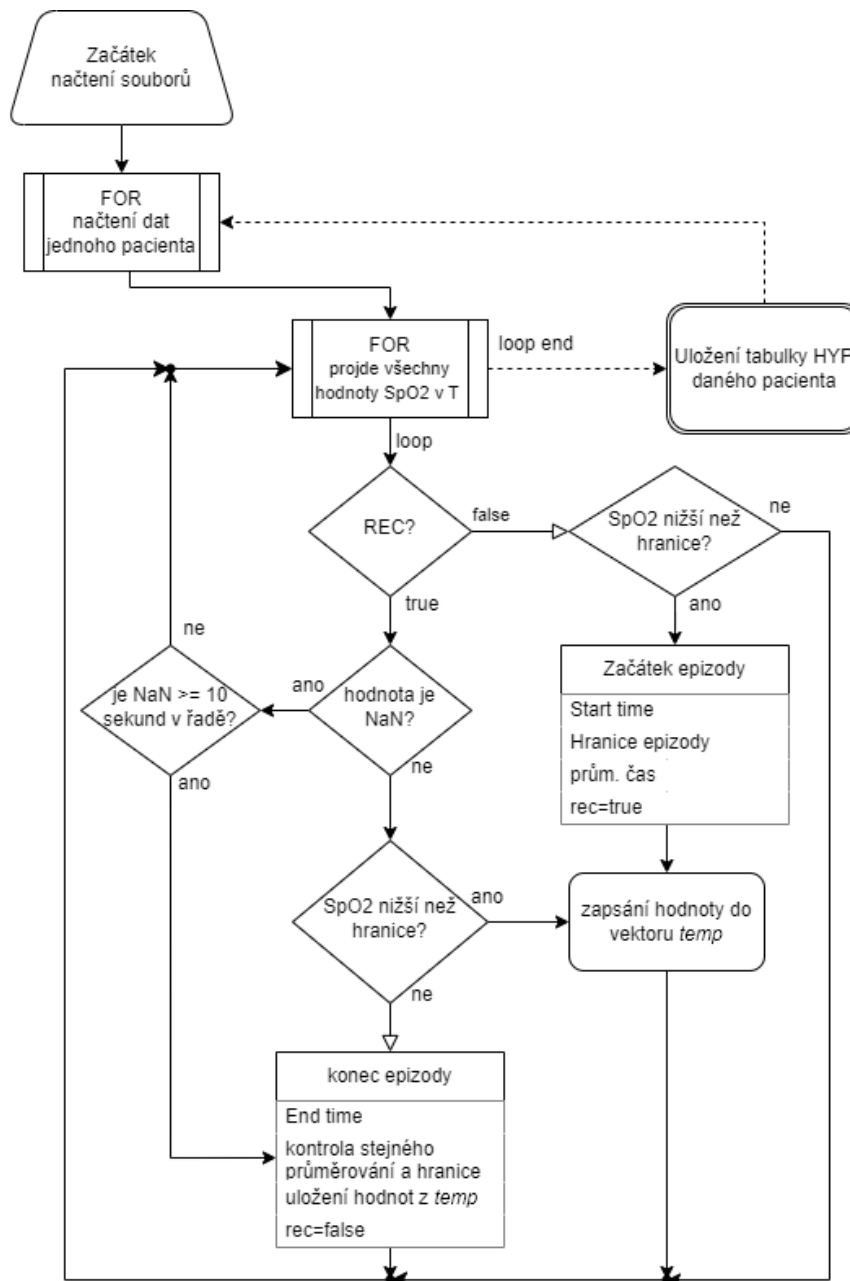 Začátek
načtení souborů
FOR
načtení dat
jednoho pacienta
FOR
projde všechny
hodnoty SpO2 v T
loop end
Uložení tabulky HYP
daného pacienta
loop
REC?
false
SpO2 nižší než
hranice?
ne
true
ano
ne
je NaN >= 10
sekund v řadě?
ano
hodnota je
NaN?
Začátek epizody
Start time
Hranice epizody
prům. čas
rec=true
ano
ne
SpO2 nižší než
hranice?
ano
zapsání hodnoty do
vektoru temp
ne
konec epizody
End time
kontrola stejného
průměrování a hranice
uložení hodnot z temp
rec=false